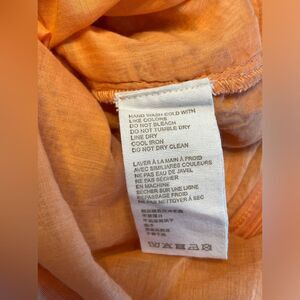 HAND WASH COLD WITH
LIKE COLORS
DO NOT BLEACH
DO NOT TUMBLE DRY
LINE DRY
COOL IRON
DO NOT DRY CLEAN
LAVER À LA MAIN À FROID
AVEC SIMILAIRES COULEURS
NE PAS EAU DE JAVEL
NE PAS SÉCHER
EN MACHINE
SÉCHER SUR UNE LIGNE
REPASSAGE FROID
NE PAS NETTOYER À SEC